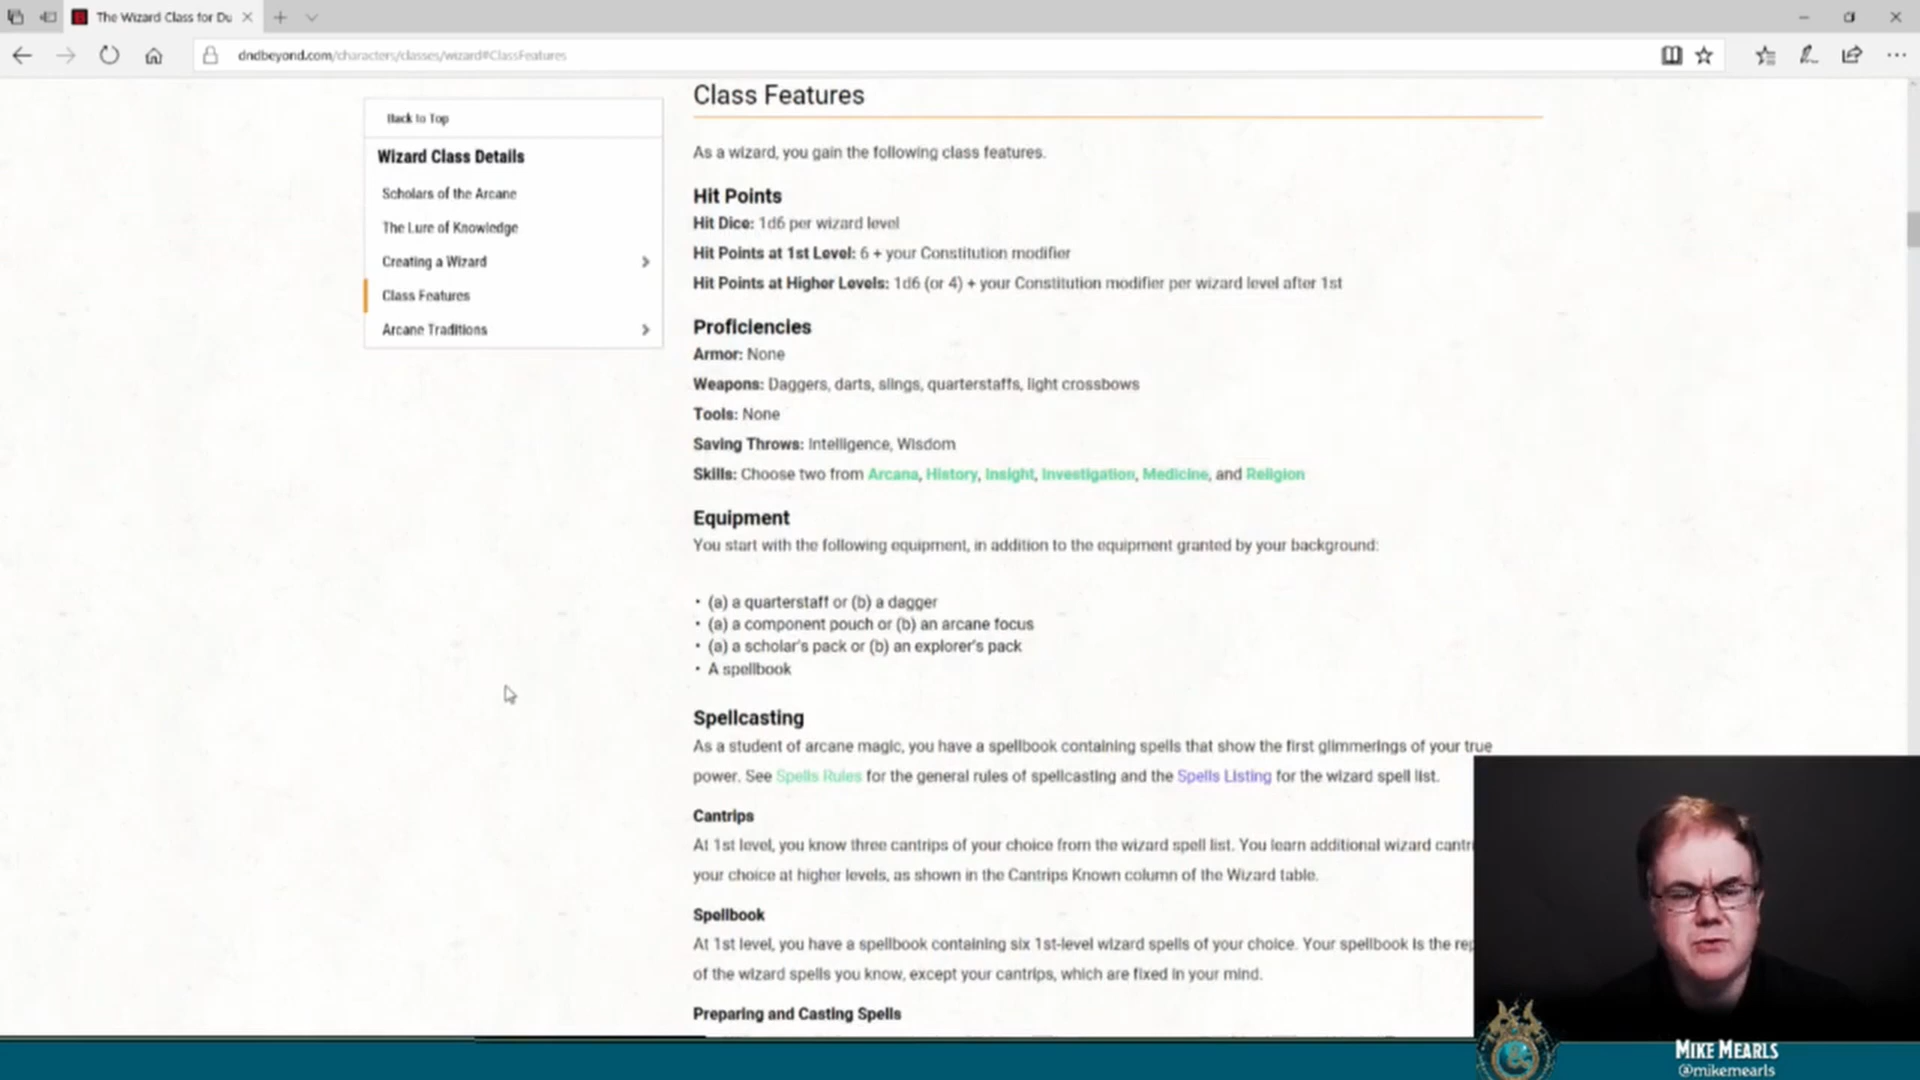 The Wizard Class for Du
dndbeyond.com/characters/classes/wizard#ClassFeatures
Back to Top
Wizard Class Details
Scholars of the Arcane
The Lure of Knowledge
Creating a Wizard
Class Features
Arcane Traditions
Class Features
As a wizard, you gain the following class features.
Hit Points
Hit Dice: 1d6 per wizard level
Hit Points at 1st Level: 6 + your Constitution modifier
Hit Points at Higher Levels: 1d6 (or 4) + your Constitution modifier per wizard level after 1st
Proficiencies
Armor: None
Weapons: Daggers, darts, slings, quarterstaffs, light crossbows
Tools: None
Saving Throws: Intelligence, Wisdom
Skills: Choose two from Arcana, History, Insight, Investigation, Medicine, and Religion
Equipment
You start with the following equipment, in addition to the equipment granted by your background:
• (a) a quarterstaff or (b) a dagger
• (a) a component pouch or (b) an arcane focus
• (a) a scholar's pack or (b) an explorer's pack
• A spellbook
Spellcasting
As a student of arcane magic, you have a spellbook containing spells that show the first glimmerings of your true
power. See Spells Rules for the general rules of spellcasting and the Spells Listing for the wizard spell list.
Cantrips
At 1st level, you know three cantrips of your choice from the wizard spell list. You learn additional wizard cantri
your choice at higher levels, as shown in the Cantrips Known column of the Wizard table.
Spellbook
At 1st level, you have a spellbook containing six 1st-level wizard spells of your choice. Your spellbook is the rep
of the wizard spells you know, except your cantrips, which are fixed in your mind.
Preparing and Casting Spells
MIKE MEARLS
@mikemearls